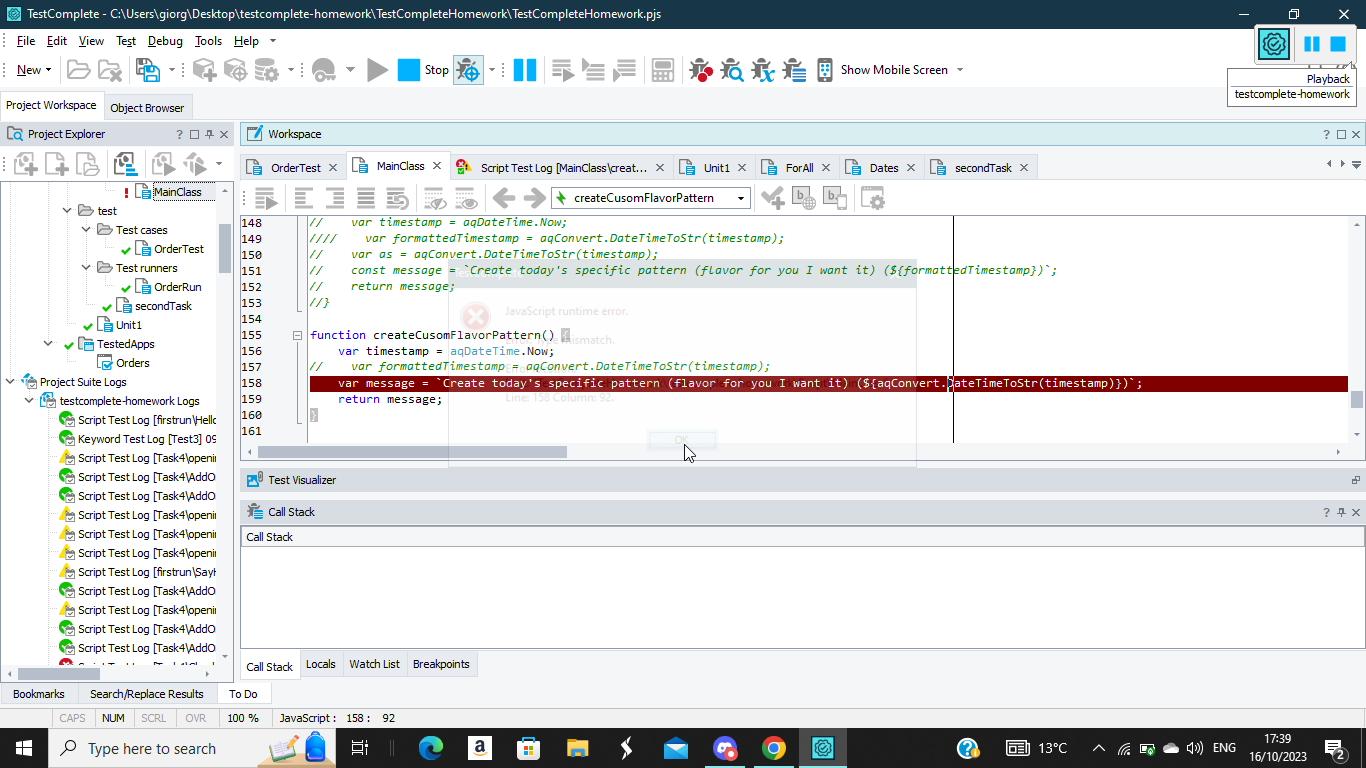 TestComplete - C:\Users\giorg\Desktop\testcomplete-homework\TestCompleteHomework\TestCompleteHomework.pjs
File Edit View Test Debug Tools Help
New
Stop
Show Mobile Screen
Playback
testcomplete-homework
Project Workspace Object Browser
Project Explorer
Workspace
OrderTest MainClass Script Test Log [MainClass\creat... Unit1 ForAll Dates secondTask
createCusomFlavorPattern
MainClass
test
Test cases
OrderTest
Test runners
OrderRun
secondTask
Unit1
TestedApps
Orders
Project Suite Logs
testcomplete-homework Logs
Script Test Log [firstrun\Hello
Keyword Test Log [Test3] 09
Script Test Log [Task4\openin
Script Test Log [Task4\AddO
Script Test Log [Task4\AddO
Script Test Log [Task4\openin
Script Test Log [Task4\openin
Script Test Log [Task4\openin
Script Test Log [firstrun\SayH
Script Test Log [Task4\AddO
Script Test Log [Task4\openin
Script Test Log [Task4\AddO
Script Test Log [Task4\AddO
148 // var timestamp = aqDateTime.Now;
149 //// var formattedTimestamp = aqConvert.DateTimeToStr(timestamp);
150 // var as = aqConvert.DateTimeToStr(timestamp);
151 // const message = `Create today's specific pattern (flavor for you I want it) (${formattedTimestamp})`;
152 // return message;
153 //}
154
155 function createCusomFlavorPattern() {
156 var timestamp = aqDateTime.Now;
157 // var formattedTimestamp = aqConvert.DateTimeToStr(timestamp);
158 var message = `Create today's specific pattern (flavor for you I want it) (${aqConvert.DateTimeToStr(timestamp)})`;
159 return message;
160 }
161
JavaScript runtime error.
Line: 158 Column: 92.
OK
Test Visualizer
Call Stack
Call Stack
Call Stack Locals Watch List Breakpoints
Bookmarks Search/Replace Results To Do
CAPS NUM SCRL OVR 100 % JavaScript : 158 : 92
Type here to search
13°C
ENG
17:39
16/10/2023
2